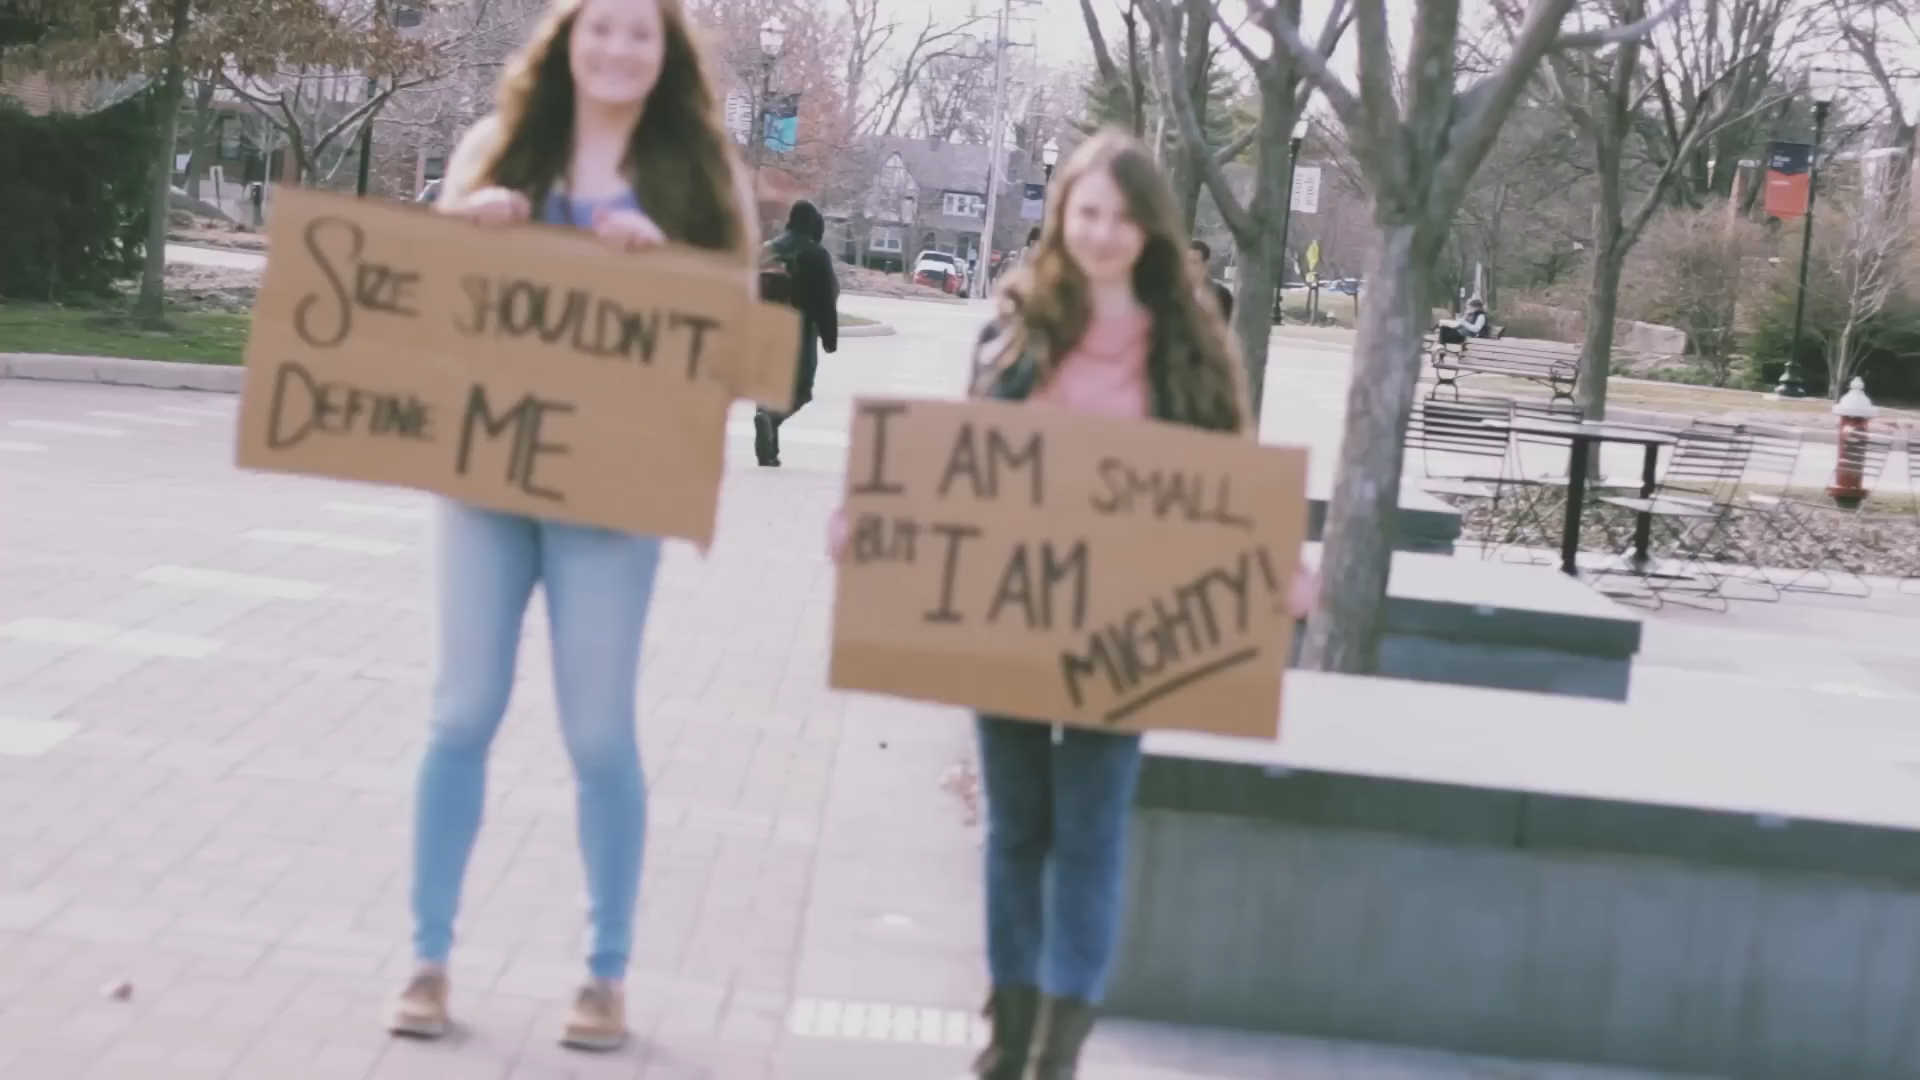 SIZE SHOULDN'T
DEFINE ME
I AM SMALL,
BUT I AM
MIGHTY!